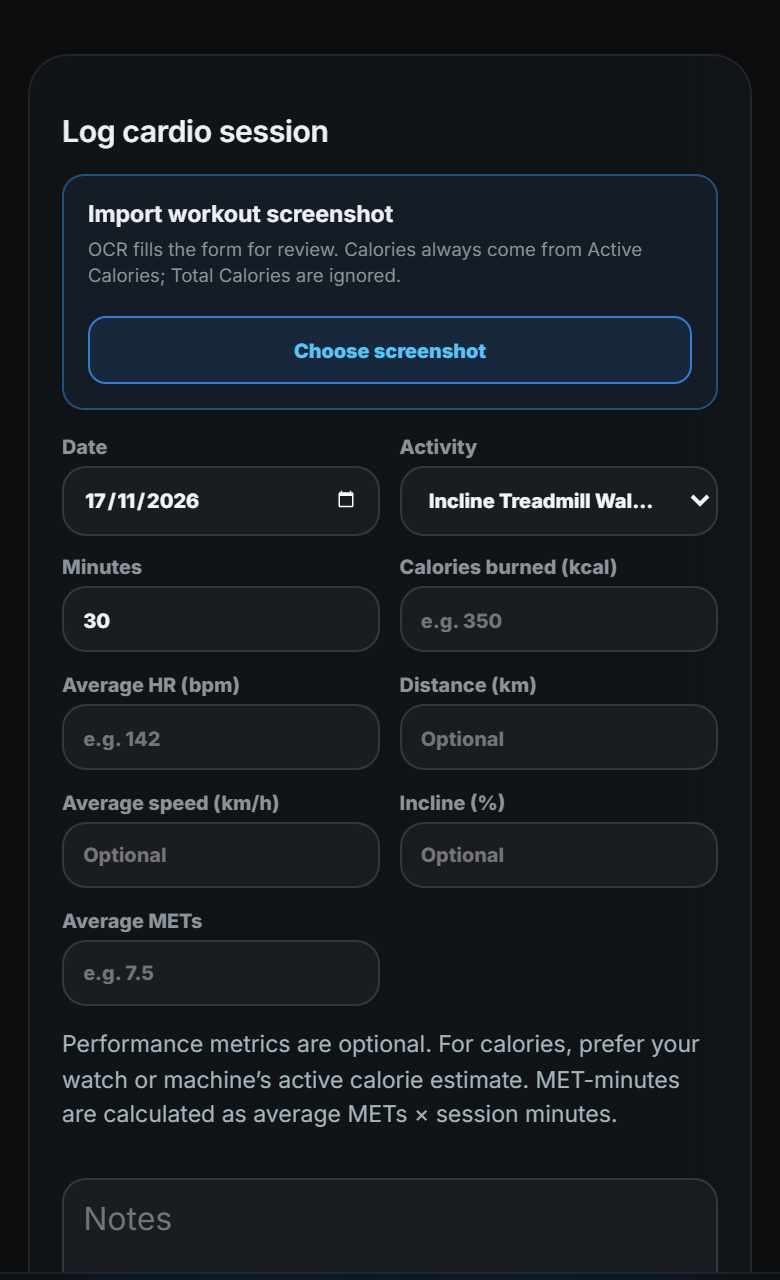 Log cardio session
Import workout screenshot
OCR fills the form for review. Calories always come from Active
Calories; Total Calories are ignored.
Choose screenshot
Date
Activity
17/11/2026
Incline Treadmill Wal...
Minutes
Calories burned (kcal)
30
e.g. 350
Average HR (bpm)
Distance (km)
e.g. 142
Optional
Average speed (km/h)
Incline (%)
Optional
Optional
Average METs
e.g. 7.5
Performance metrics are optional. For calories, prefer your
watch or machine’s active calorie estimate. MET-minutes
are calculated as average METs × session minutes.
Notes